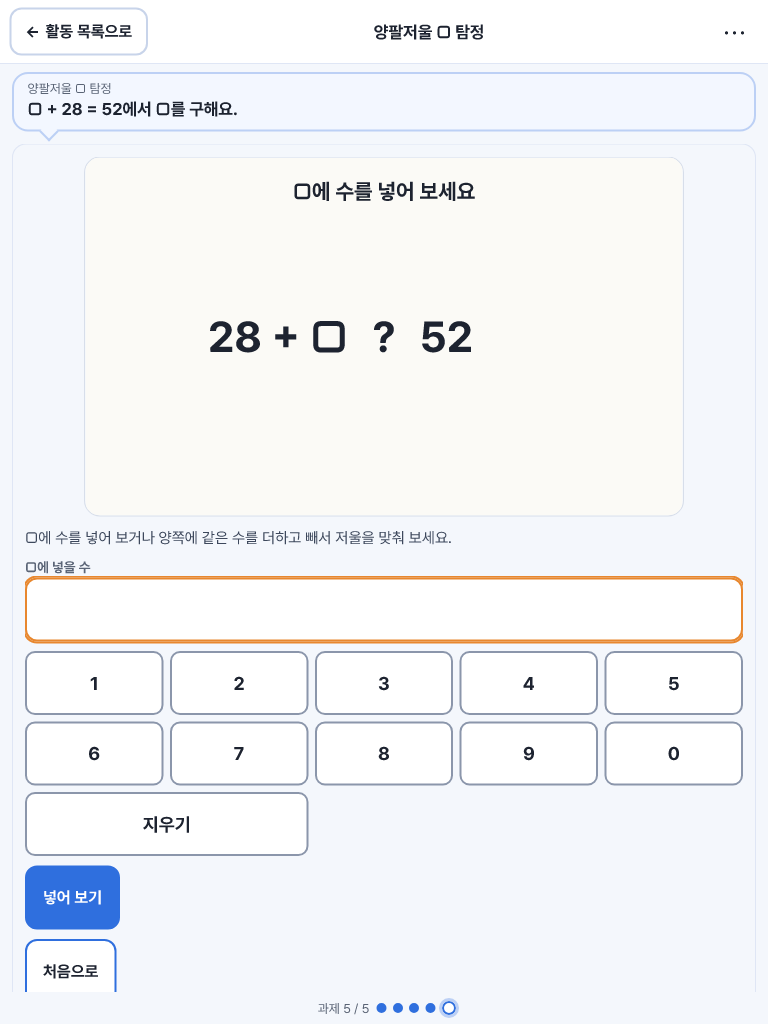 ← 활동 목록으로
양팔저울 □ 탐정
...
양팔저울 □ 탐정
□ + 28 = 52에서 □를 구해요.
□에 수를 넣어 보세요
28 + □ ? 52
□에 수를 넣어 보거나 양쪽에 같은 수를 더하고 빼서 저울을 맞춰 보세요.
□에 넣을 수
1 2 3 4 5
6 7 8 9 0
지우기
넣어 보기
처음으로
과제 5 / 5